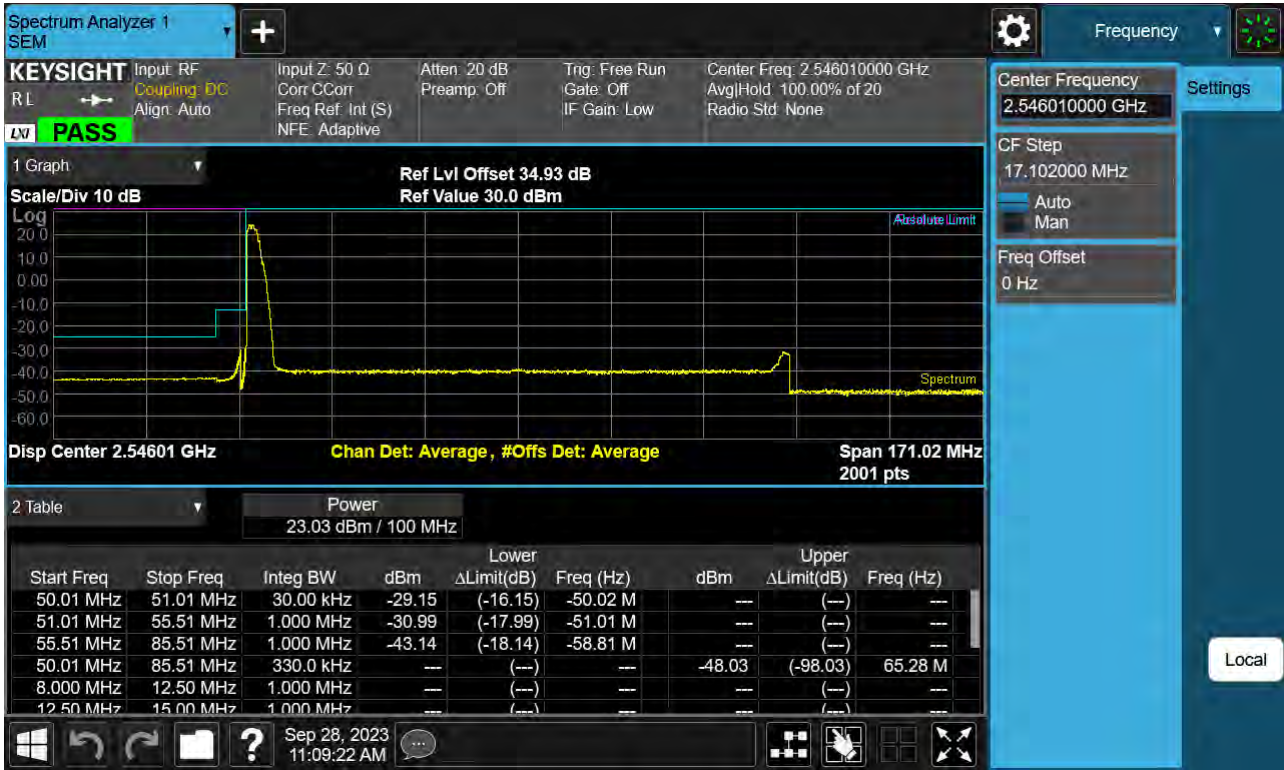 Spectrum Analyzer 1
SEM
Frequency
KEYSIGHT
RL
LXI
PASS
Input: RF
Coupling: DC
Align: Auto
Input Z: 50 Ω
Corr CCorr
Freq Ref: Int (S)
NFE: Adaptive
Atten: 20 dB
Preamp: Off
Trig: Free Run
Gate: Off
IF Gain: Low
Center Freq: 2.546010000 GHz
Avg|Hold: 100.00% of 20
Radio Std: None
Center Frequency
2.546010000 GHz
Settings
CF Step
17.102000 MHz
Auto
Man
Freq Offset
0 Hz
Local
1 Graph
Scale/Div 10 dB
Ref Lvl Offset 34.93 dB
Ref Value 30.0 dBm
Log
20.0
10.0
0.00
-10.0
-20.0
-30.0
-40.0
-50.0
-60.0
Absolute Limit
Spectrum
Disp Center 2.54601 GHz
Chan Det: Average, #Offs Det: Average
Span 171.02 MHz
2001 pts
2 Table
Power
23.03 dBm / 100 MHz
Lower Upper
Start Freq Stop Freq Integ BW dBm ΔLimit(dB) Freq (Hz) dBm ΔLimit(dB) Freq (Hz)
50.01 MHz 51.01 MHz 30.00 kHz -29.15 (-16.15) -50.02 M --- (---) ---
51.01 MHz 55.51 MHz 1.000 MHz -30.99 (-17.99) -51.01 M --- (---) ---
55.51 MHz 85.51 MHz 1.000 MHz -43.14 (-18.14) -58.81 M --- (---) ---
50.01 MHz 85.51 MHz 330.0 kHz --- (---) --- -48.03 (-98.03) 65.28 M
8.000 MHz 12.50 MHz 1.000 MHz --- (---) --- --- (---) ---
12.50 MHz 15.00 MHz 1.000 MHz --- (---) --- --- (---) ---
Sep 28, 2023
11:09:22 AM